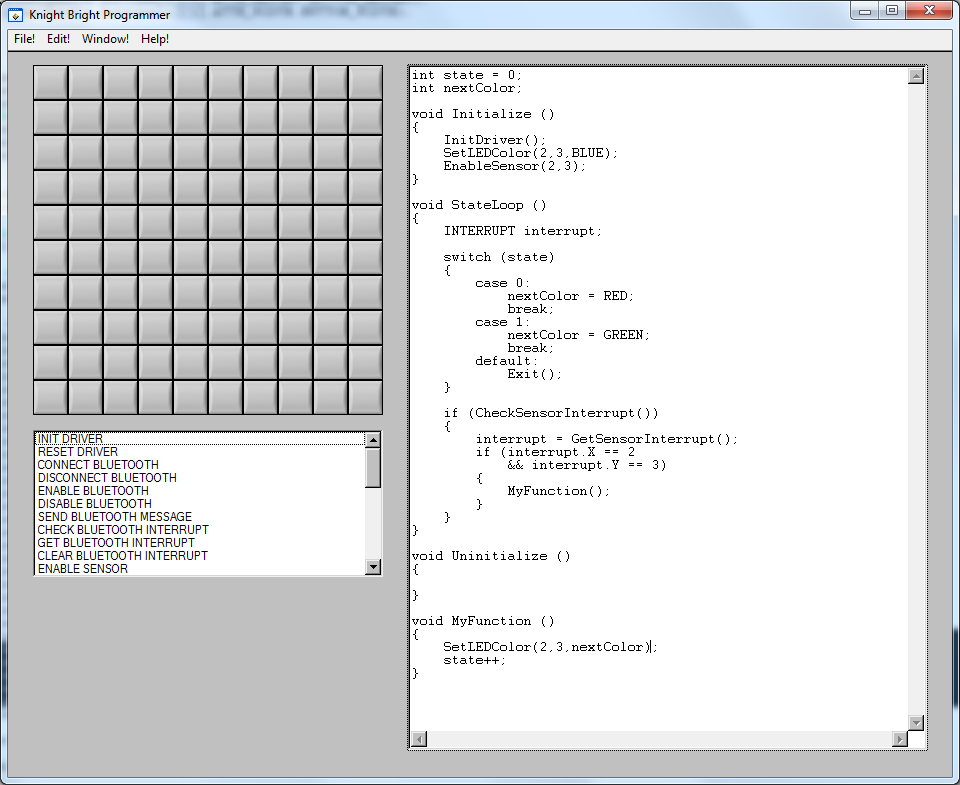 Knight Bright Programmer
File! Edit! Window! Help!
INIT DRIVER
RESET DRIVER
CONNECT BLUETOOTH
DISCONNECT BLUETOOTH
ENABLE BLUETOOTH
DISABLE BLUETOOTH
SEND BLUETOOTH MESSAGE
CHECK BLUETOOTH INTERRUPT
GET BLUETOOTH INTERRUPT
CLEAR BLUETOOTH INTERRUPT
ENABLE SENSOR
int state = 0;
int nextColor;
void Initialize ()
{
    InitDriver();
    SetLEDColor(2,3,BLUE);
    EnableSensor(2,3);
}
void StateLoop ()
{
    INTERRUPT interrupt;
    switch (state)
    {
        case 0:
            nextColor = RED;
            break;
        case 1:
            nextColor = GREEN;
            break;
        default:
            Exit();
    }
    if (CheckSensorInterrupt())
    {
        interrupt = GetSensorInterrupt();
        if (interrupt.X == 2
            && interrupt.Y == 3)
        {
            MyFunction();
        }
    }
}
void Uninitialize ()
{
}
void MyFunction ()
{
    SetLEDColor(2,3,nextColor);
    state++;
}